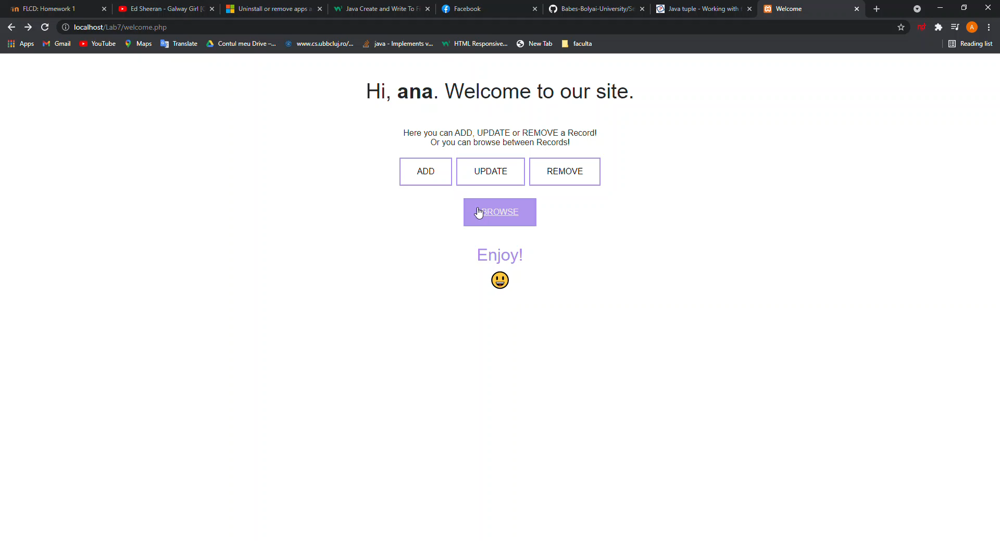 FLCD: Homework 1
Ed Sheeran - Galway Girl [
Uninstall or remove apps a
Java Create and Write To F
Facebook
Babes-Bolyai-University/Se
Java tuple - Working with
Welcome
localhost/Lab7/welcome.php
A
Apps
Gmail
YouTube
Maps
Translate
Contul meu Drive –...
www.cs.ubbcluj.ro/...
java - Implements v...
HTML Responsive...
New Tab
faculta
Reading list
Hi, ana. Welcome to our site.
Here you can ADD, UPDATE or REMOVE a Record!
Or you can browse between Records!
ADD UPDATE REMOVE
BROWSE
Enjoy!